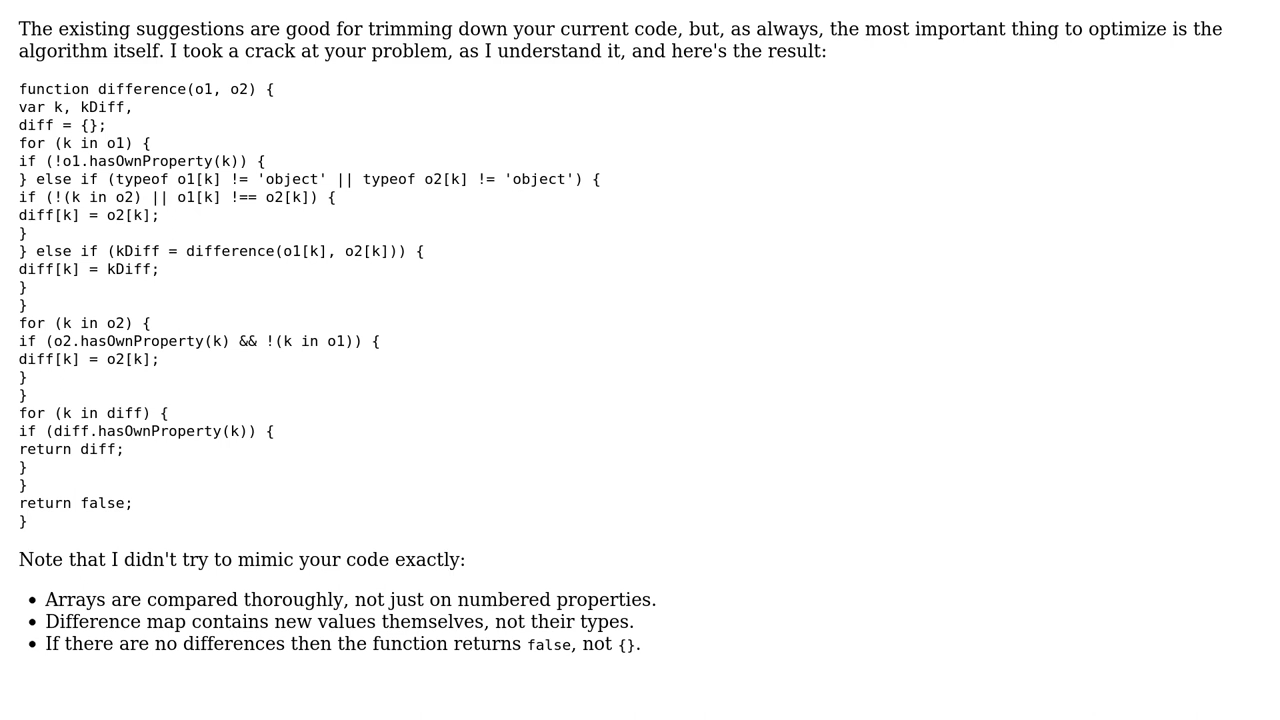 The existing suggestions are good for trimming down your current code, but, as always, the most important thing to optimize is the
algorithm itself. I took a crack at your problem, as I understand it, and here's the result:
function difference(o1, o2) {
var k, kDiff,
diff = {};
for (k in o1) {
if (!o1.hasOwnProperty(k)) {
} else if (typeof o1[k] != 'object' || typeof o2[k] != 'object') {
if (!(k in o2) || o1[k] !== o2[k]) {
diff[k] = o2[k];
}
} else if (kDiff = difference(o1[k], o2[k])) {
diff[k] = kDiff;
}
}
for (k in o2) {
if (o2.hasOwnProperty(k) && !(k in o1)) {
diff[k] = o2[k];
}
}
for (k in diff) {
if (diff.hasOwnProperty(k)) {
return diff;
}
}
return false;
}
Note that I didn't try to mimic your code exactly:
• Arrays are compared thoroughly, not just on numbered properties.
• Difference map contains new values themselves, not their types.
• If there are no differences then the function returns false, not {}.